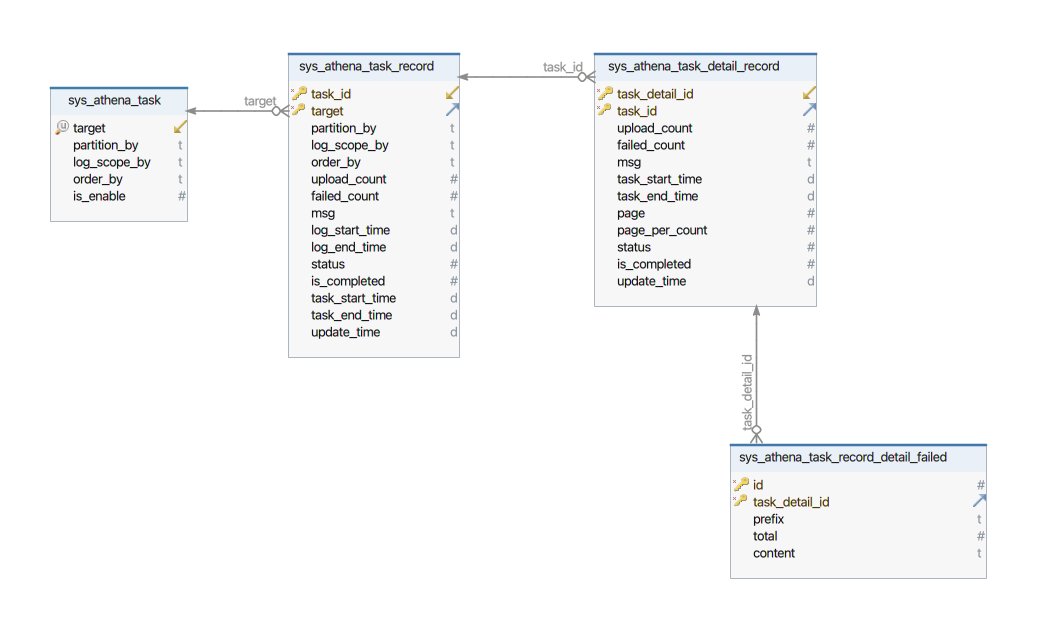 sys_athena_task
target
partition_by t
log_scope_by t
order_by t
is_enable #
target
sys_athena_task_record
task_id
target
partition_by t
log_scope_by t
order_by t
upload_count #
failed_count #
msg t
log_start_time d
log_end_time d
status #
is_completed #
task_start_time d
task_end_time d
update_time d
task_id
sys_athena_task_detail_record
task_detail_id
task_id
upload_count #
failed_count #
msg t
task_start_time d
task_end_time d
page #
page_per_count #
status #
is_completed #
update_time d
task_detail_id
sys_athena_task_record_detail_failed
id #
task_detail_id
prefix t
total #
content t